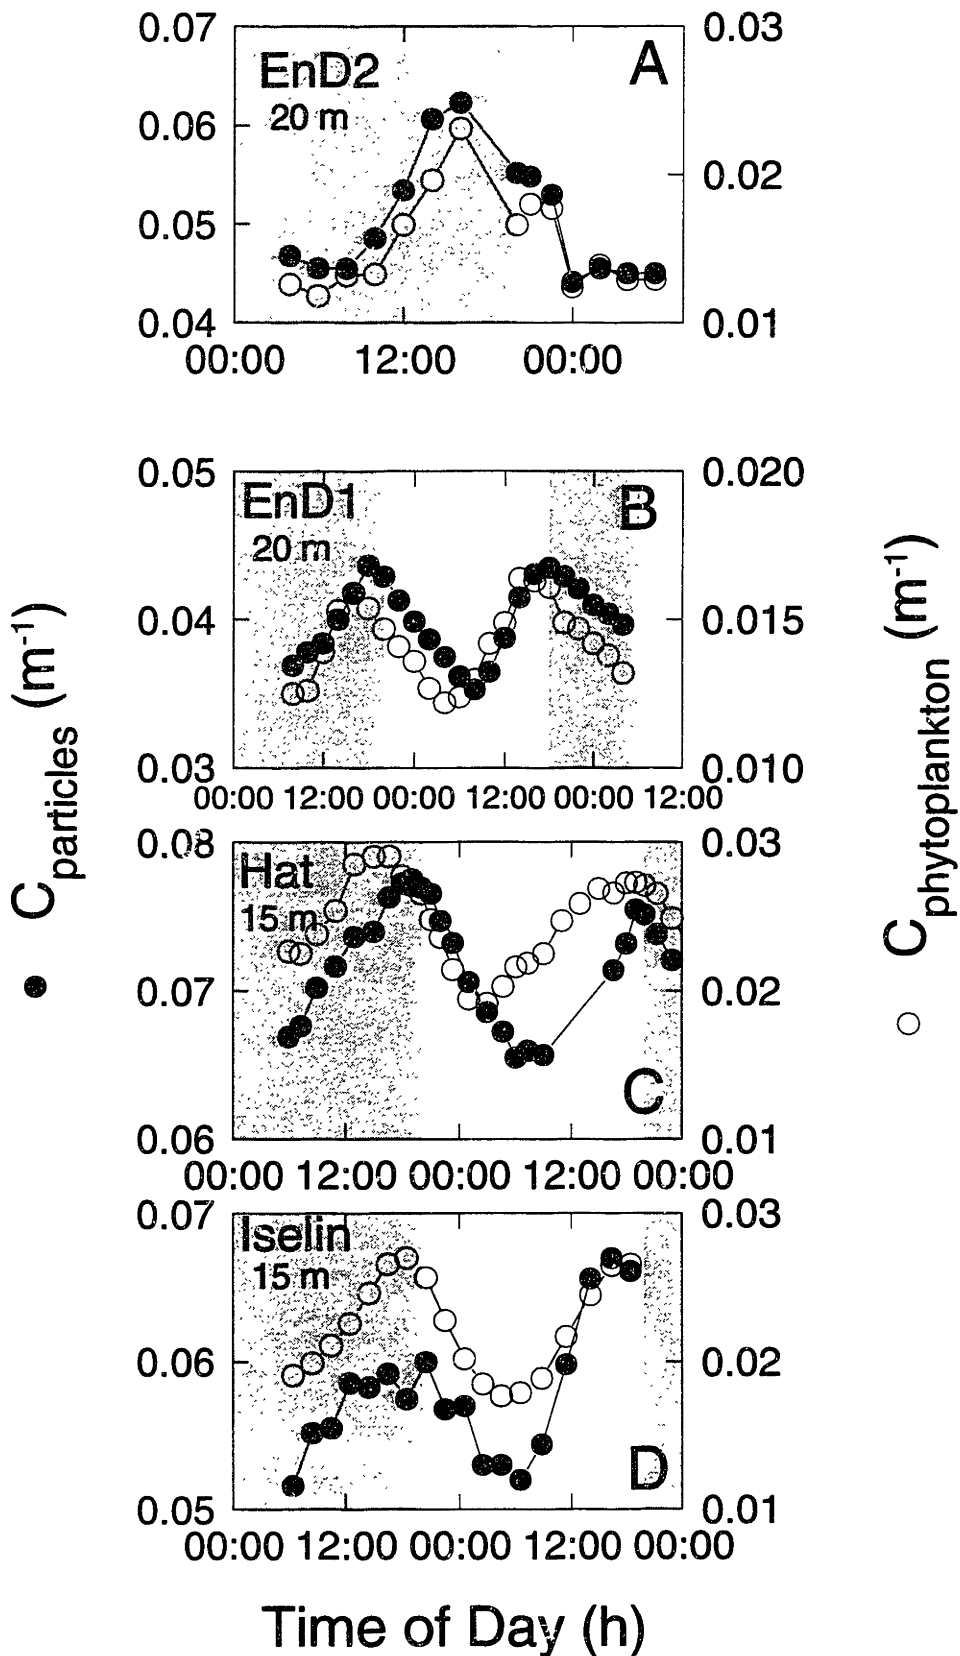 0.07 0.03
EnD2 A
20 m
0.06
0.02
0.05
0.04 0.01
00:00 12:00 00:00
0.05 0.020
EnD1 B
20 m
0.04 0.015
0.03 0.010
00:00 12:00 00:00 12:00 00:00 12:00
0.08 0.03
Hat
15 m
0.07 0.02
C
0.06 0.01
00:00 12:00 00:00 12:00 00:00
0.07 0.03
Iselin
15 m
0.06 0.02
D
0.05 0.01
00:00 12:00 00:00 12:00 00:00
Time of Day (h)
● C particles (m⁻¹)
○ C phytoplankton (m⁻¹)